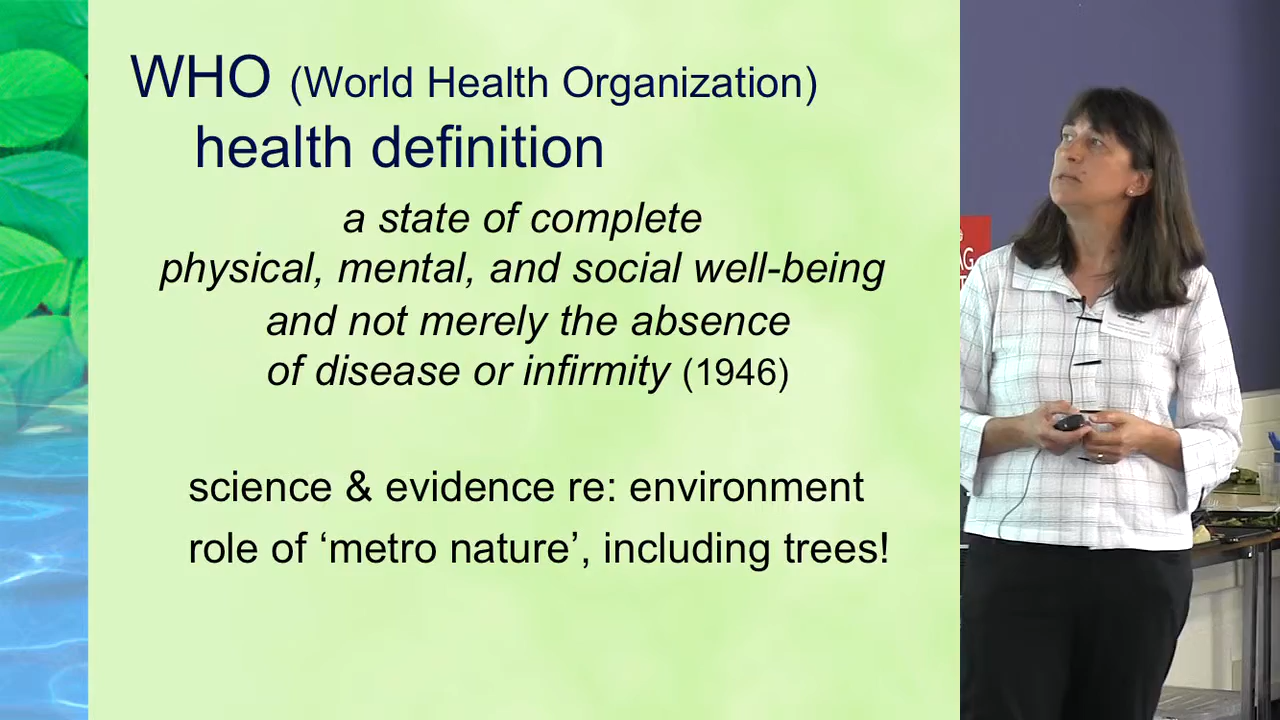 WHO (World Health Organization)
health definition
a state of complete
physical, mental, and social well-being
and not merely the absence
of disease or infirmity (1946)
science & evidence re: environment
role of ‘metro nature’, including trees!